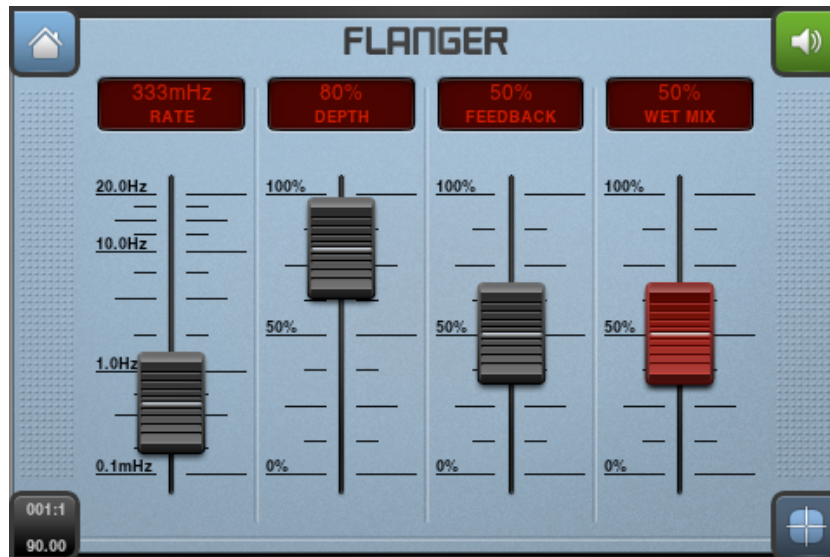 FLANGER
333mHz
RATE
80%
DEPTH
50%
FEEDBACK
50%
WET MIX
20.0Hz
10.0Hz
1.0Hz
0.1mHz
100%
50%
0%
100%
50%
0%
100%
50%
0%
001:1
90.00